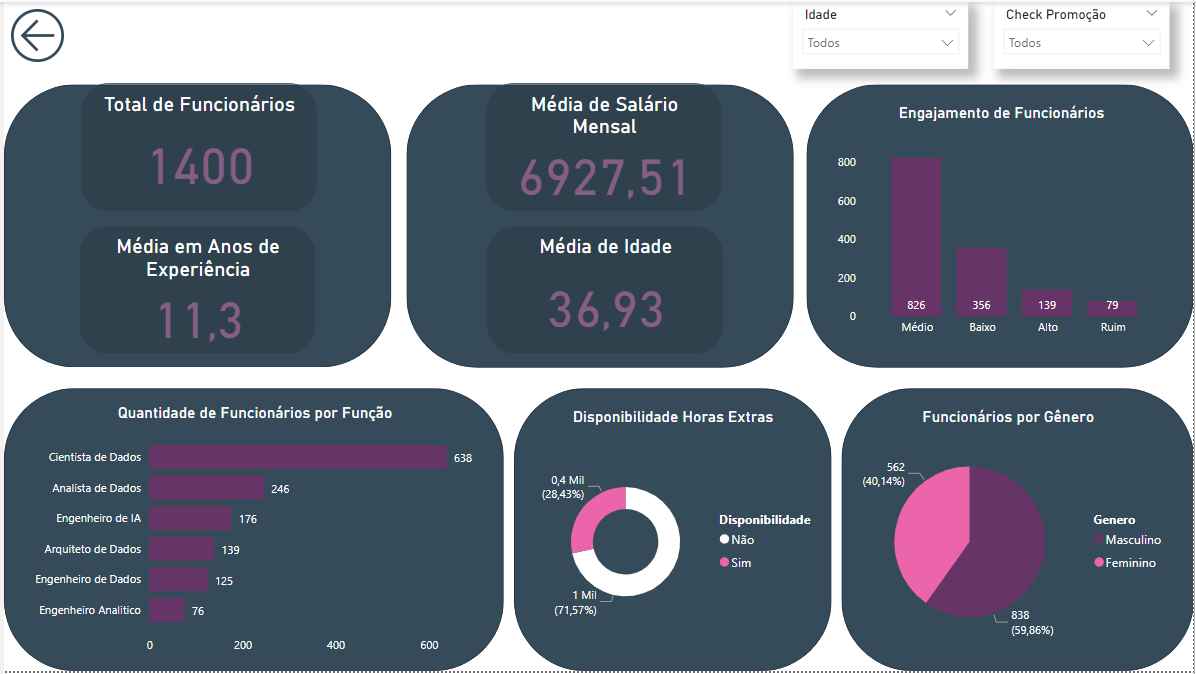 Idade
Todos
Check Promoção
Todos
Total de Funcionários
1400
Média em Anos de
Experiência
11,3
Média de Salário
Mensal
6927,51
Média de Idade
36,93
Engajamento de Funcionários
800
600
400
200
0
826
356
139
79
Médio
Baixo
Alto
Ruim
Quantidade de Funcionários por Função
Cientista de Dados
638
Analista de Dados
246
Engenheiro de IA
176
Arquiteto de Dados
139
Engenheiro de Dados
125
Engenheiro Analitico
76
0
200
400
600
Disponibilidade Horas Extras
0,4 Mil
(28,43%)
1 Mil
(71,57%)
Disponibilidade
Não
Sim
Funcionários por Gênero
562
(40,14%)
838
(59,86%)
Genero
Masculino
Feminino